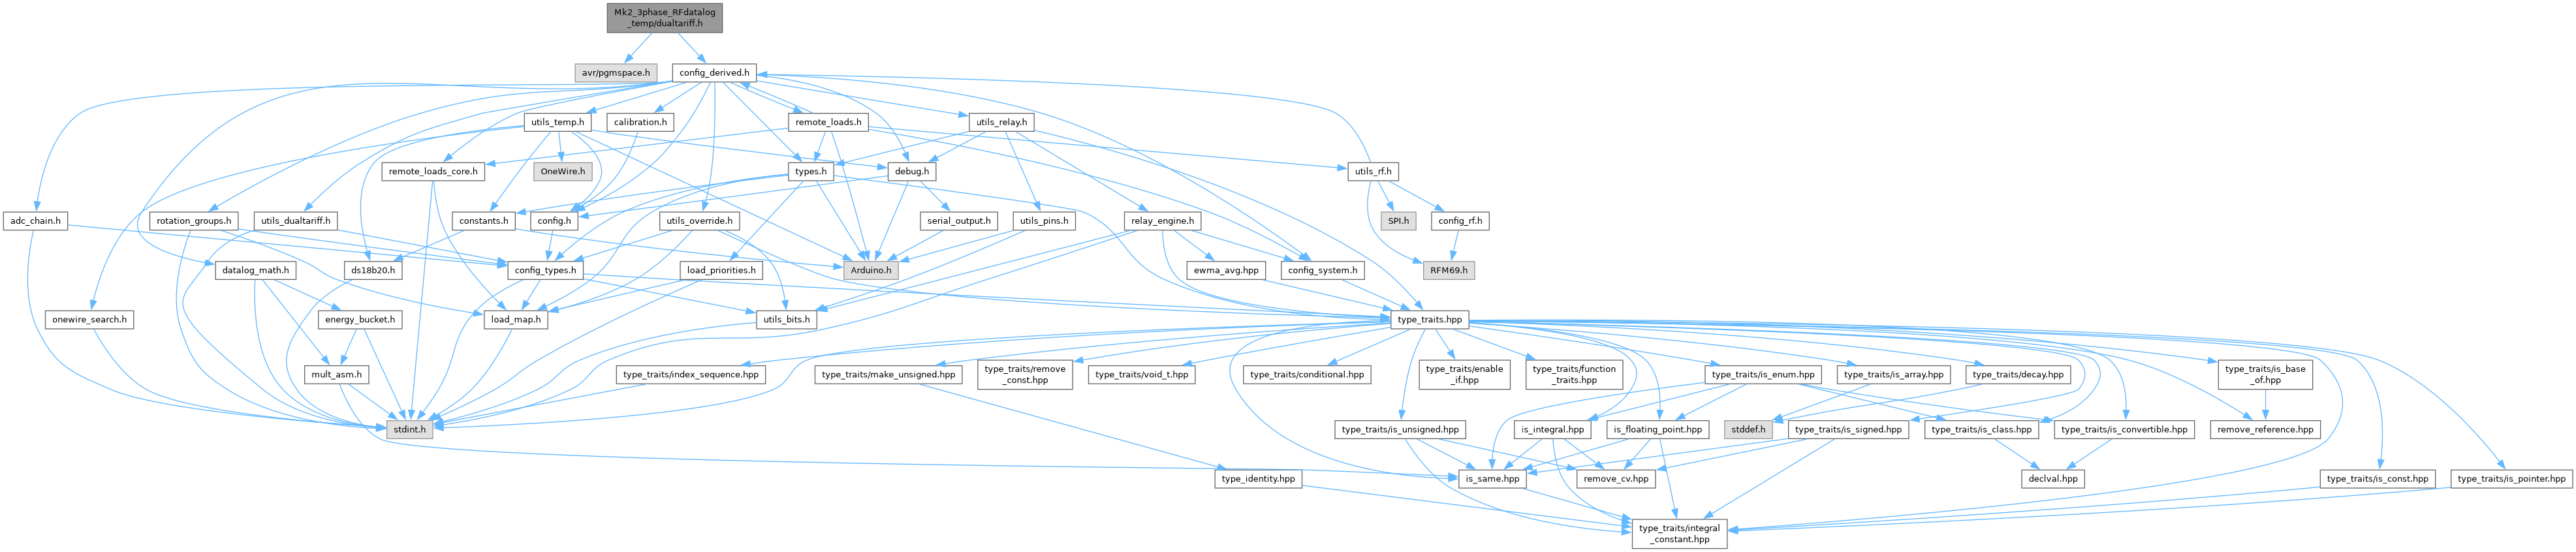 Mk2_3phase_RFdatalog
_temp/dualtariff.h
avr/pgmspace.h
config_derived.h
utils_temp.h
calibration.h
remote_loads.h
utils_relay.h
remote_loads_core.h
OneWire.h
types.h
debug.h
utils_rf.h
adc_chain.h
rotation_groups.h
utils_dualtariff.h
constants.h
config.h
utils_override.h
serial_output.h
utils_pins.h
relay_engine.h
SPI.h
config_rf.h
datalog_math.h
ds18b20.h
config_types.h
load_priorities.h
Arduino.h
ewma_avg.hpp
config_system.h
RFM69.h
onewire_search.h
energy_bucket.h
load_map.h
utils_bits.h
type_traits.hpp
mult_asm.h
type_traits/index_sequence.hpp
type_traits/make_unsigned.hpp
type_traits/remove
_const.hpp
type_traits/void_t.hpp
type_traits/conditional.hpp
type_traits/enable
_if.hpp
type_traits/function
_traits.hpp
type_traits/is_enum.hpp
type_traits/is_array.hpp
type_traits/decay.hpp
type_traits/is_base
_of.hpp
stdint.h
type_traits/is_unsigned.hpp
is_integral.hpp
is_floating_point.hpp
stddef.h
type_traits/is_signed.hpp
type_traits/is_class.hpp
type_traits/is_convertible.hpp
remove_reference.hpp
type_identity.hpp
is_same.hpp
remove_cv.hpp
declval.hpp
type_traits/is_const.hpp
type_traits/is_pointer.hpp
type_traits/integral
_constant.hpp